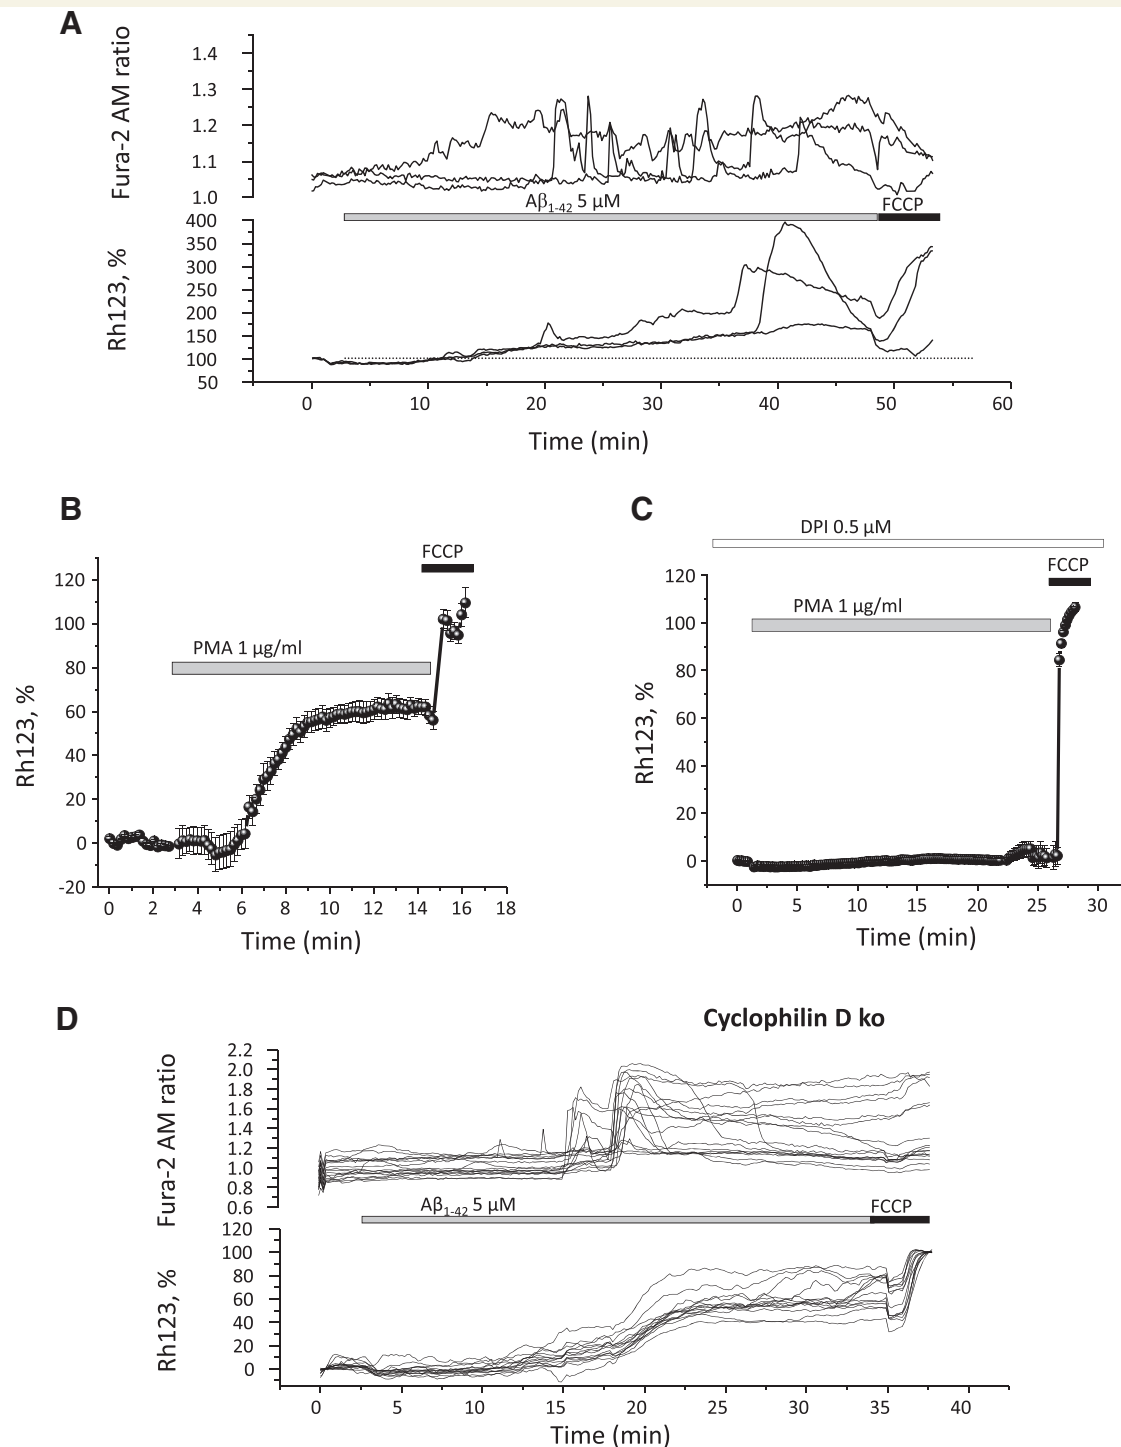 A
Fura-2 AM ratio
1.4
1.3
1.2
1.1
1.0
Aβ1-42 5 µM
FCCP
Rh123, %
400
350
300
250
200
150
100
50
0 10 20 30 40 50 60
Time (min)
B
FCCP
PMA 1 µg/ml
Rh123, %
120
100
80
60
40
20
0
-20
0 2 4 6 8 10 12 14 16 18
Time (min)
C
DPI 0.5 µM
FCCP
PMA 1 µg/ml
Rh123, %
120
100
80
60
40
20
0
0 5 10 15 20 25 30
Time (min)
D
Cyclophilin D ko
Fura-2 AM ratio
2.2
2.0
1.8
1.6
1.4
1.2
1.0
0.8
0.6
Aβ1-42 5 µM
FCCP
Rh123, %
120
100
80
60
40
20
0
0 5 10 15 20 25 30 35 40
Time (min)